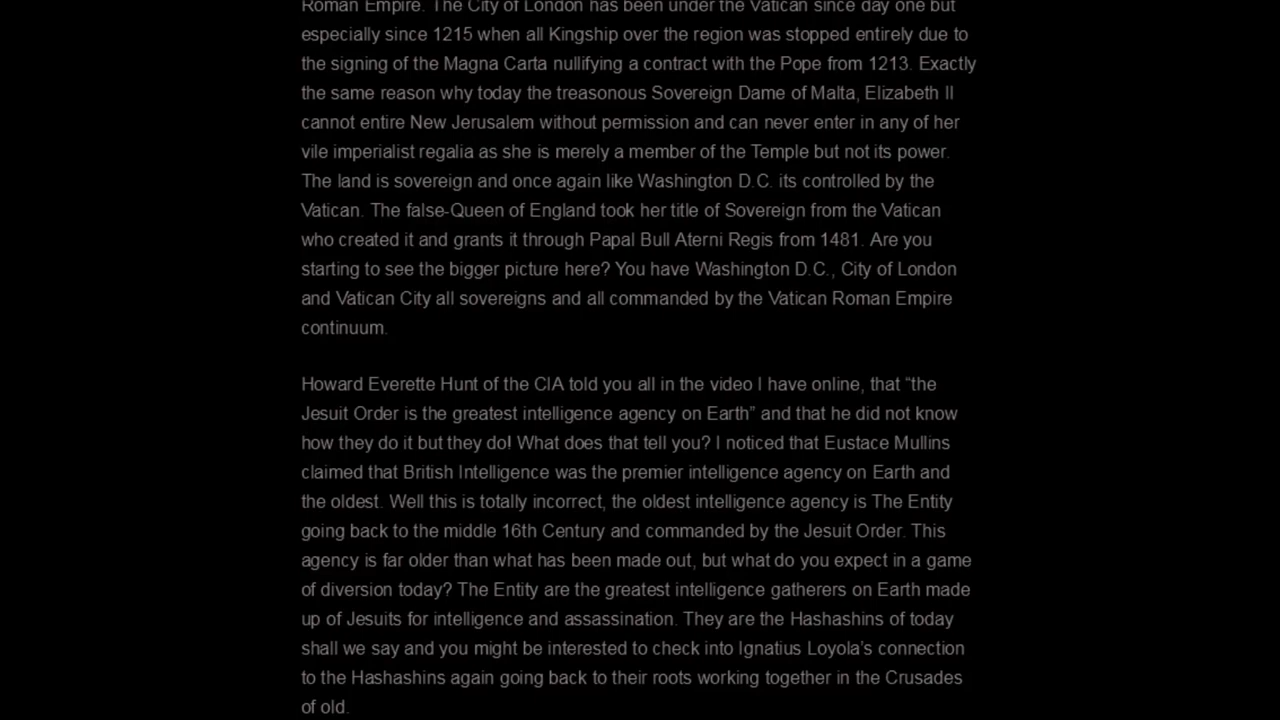 Roman Empire. The City of London has been under the Vatican since day one but
especially since 1215 when all Kingship over the region was stopped entirely due to
the signing of the Magna Carta nullifying a contract with the Pope from 1213. Exactly
the same reason why today the treasonous Sovereign Dame of Malta, Elizabeth II
cannot entire New Jerusalem without permission and can never enter in any of her
vile imperialist regalia as she is merely a member of the Temple but not its power.
The land is sovereign and once again like Washington D.C. its controlled by the
Vatican. The false-Queen of England took her title of Sovereign from the Vatican
who created it and grants it through Papal Bull Aterni Regis from 1481. Are you
starting to see the bigger picture here? You have Washington D.C., City of London
and Vatican City all sovereigns and all commanded by the Vatican Roman Empire
continuum.
Howard Everette Hunt of the CIA told you all in the video I have online, that “the
Jesuit Order is the greatest intelligence agency on Earth” and that he did not know
how they do it but they do! What does that tell you? I noticed that Eustace Mullins
claimed that British Intelligence was the premier intelligence agency on Earth and
the oldest. Well this is totally incorrect, the oldest intelligence agency is The Entity
going back to the middle 16th Century and commanded by the Jesuit Order. This
agency is far older than what has been made out, but what do you expect in a game
of diversion today? The Entity are the greatest intelligence gatherers on Earth made
up of Jesuits for intelligence and assassination. They are the Hashashins of today
shall we say and you might be interested to check into Ignatius Loyola’s connection
to the Hashashins again going back to their roots working together in the Crusades
of old.